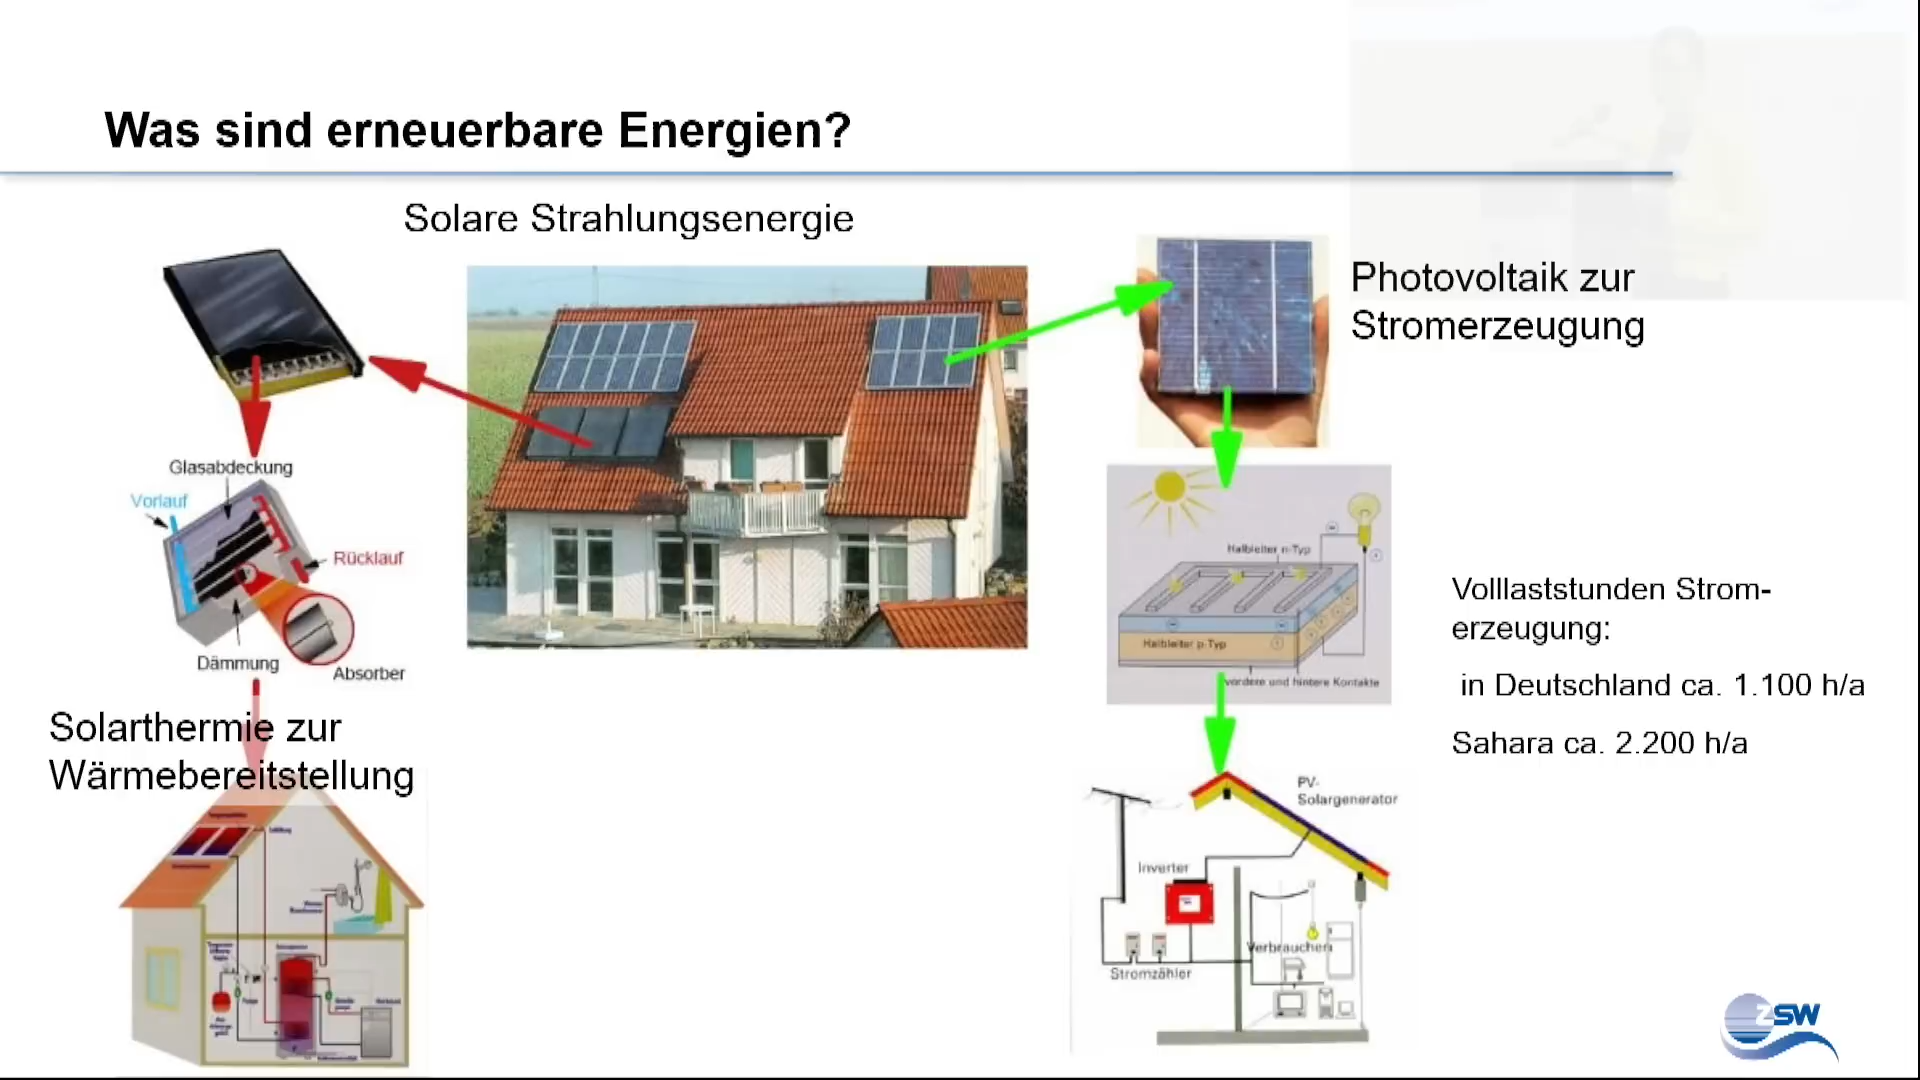 Was sind erneuerbare Energien?
Solare Strahlungsenergie
Photovoltaik zur
Stromerzeugung
Glasabdeckung
Vorlauf
Rücklauf
Dämmung
Absorber
Solarthermie zur
Wärmebereitstellung
Halbleiter n-Typ
Halbleiter p-Typ
vordere und hintere Kontakte
Volllaststunden Strom-
erzeugung:
in Deutschland ca. 1.100 h/a
Sahara ca. 2.200 h/a
PV-
Solargenerator
Inverter
Verbraucher
Stromzähler
ZSW